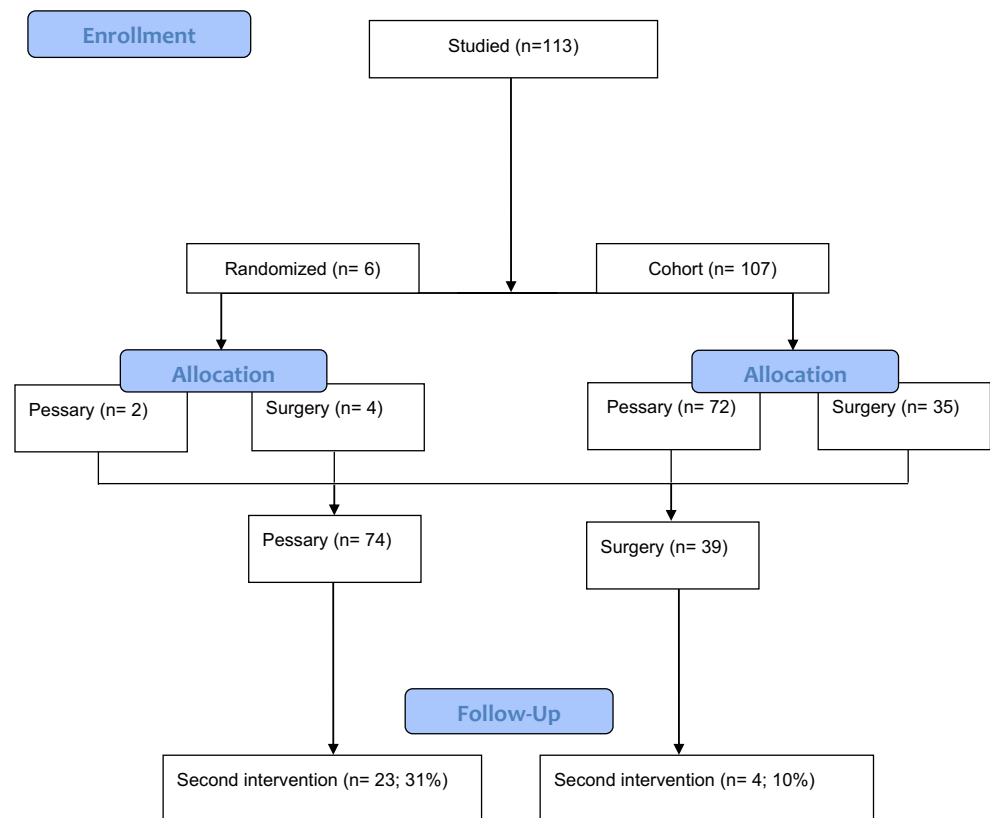 Enrollment
Studied (n=113)
Randomized (n= 6)
Cohort (n= 107)
Allocation
Allocation
Pessary (n= 2)
Surgery (n= 4)
Pessary (n= 72)
Surgery (n= 35)
Pessary (n= 74)
Surgery (n= 39)
Follow-Up
Second intervention (n= 23; 31%)
Second intervention (n= 4; 10%)